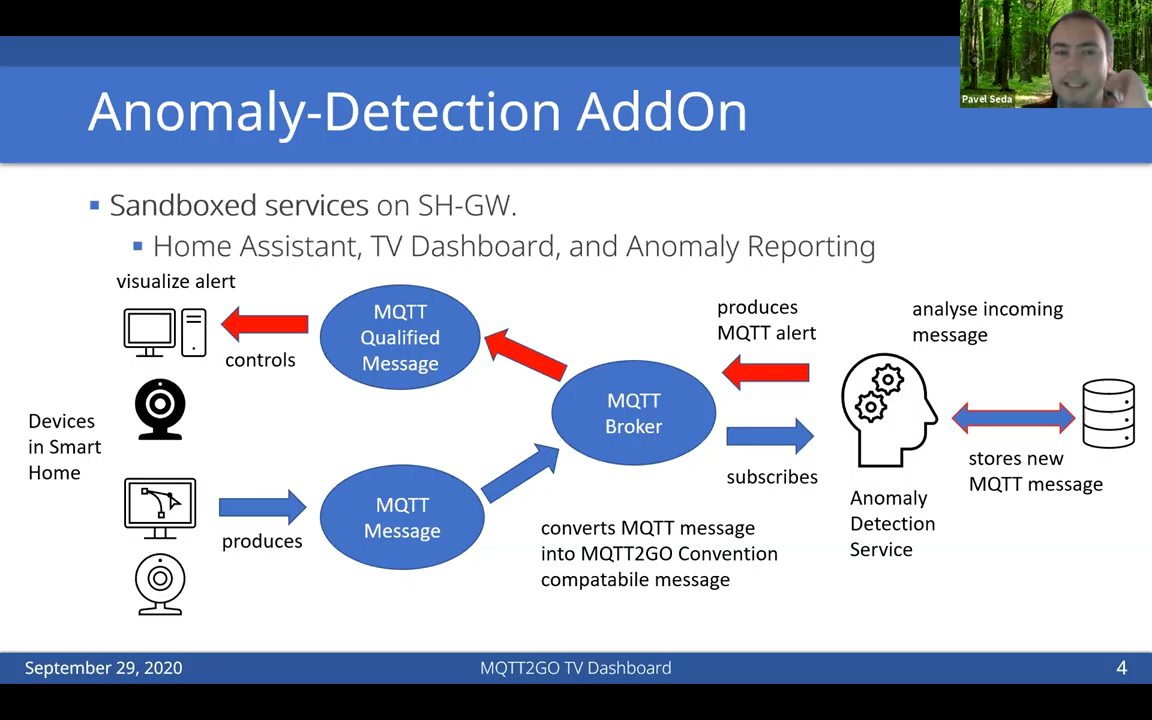 Pavel Seda
Anomaly-Detection AddOn
Sandboxed services on SH-GW.
Home Assistant, TV Dashboard, and Anomaly Reporting
visualize alert
controls
Devices
in Smart
Home
produces
MQTT
Qualified
Message
MQTT
Message
MQTT
Broker
converts MQTT message
into MQTT2GO Convention
compatabile message
produces
MQTT alert
subscribes
analyse incoming
message
Anomaly
Detection
Service
stores new
MQTT message
September 29, 2020
MQTT2GO TV Dashboard
4